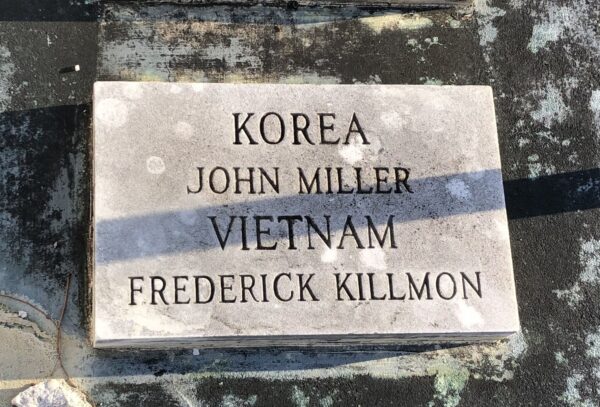 KOREA
JOHN MILLER
VIETNAM
FREDERICK KILLMON